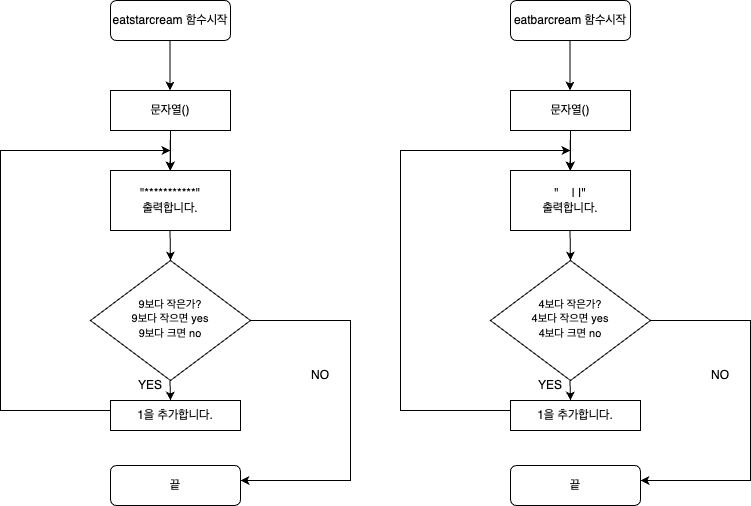 eatstarcream 함수시작
문자열()
"***********"
출력합니다.
9보다 작은가?
9보다 작으면 yes
9보다 크면 no
YES
NO
1을 추가합니다.
끝
eatbarcream 함수시작
문자열()
"    | |"
출력합니다.
4보다 작은가?
4보다 작으면 yes
4보다 크면 no
YES
NO
1을 추가합니다.
끝